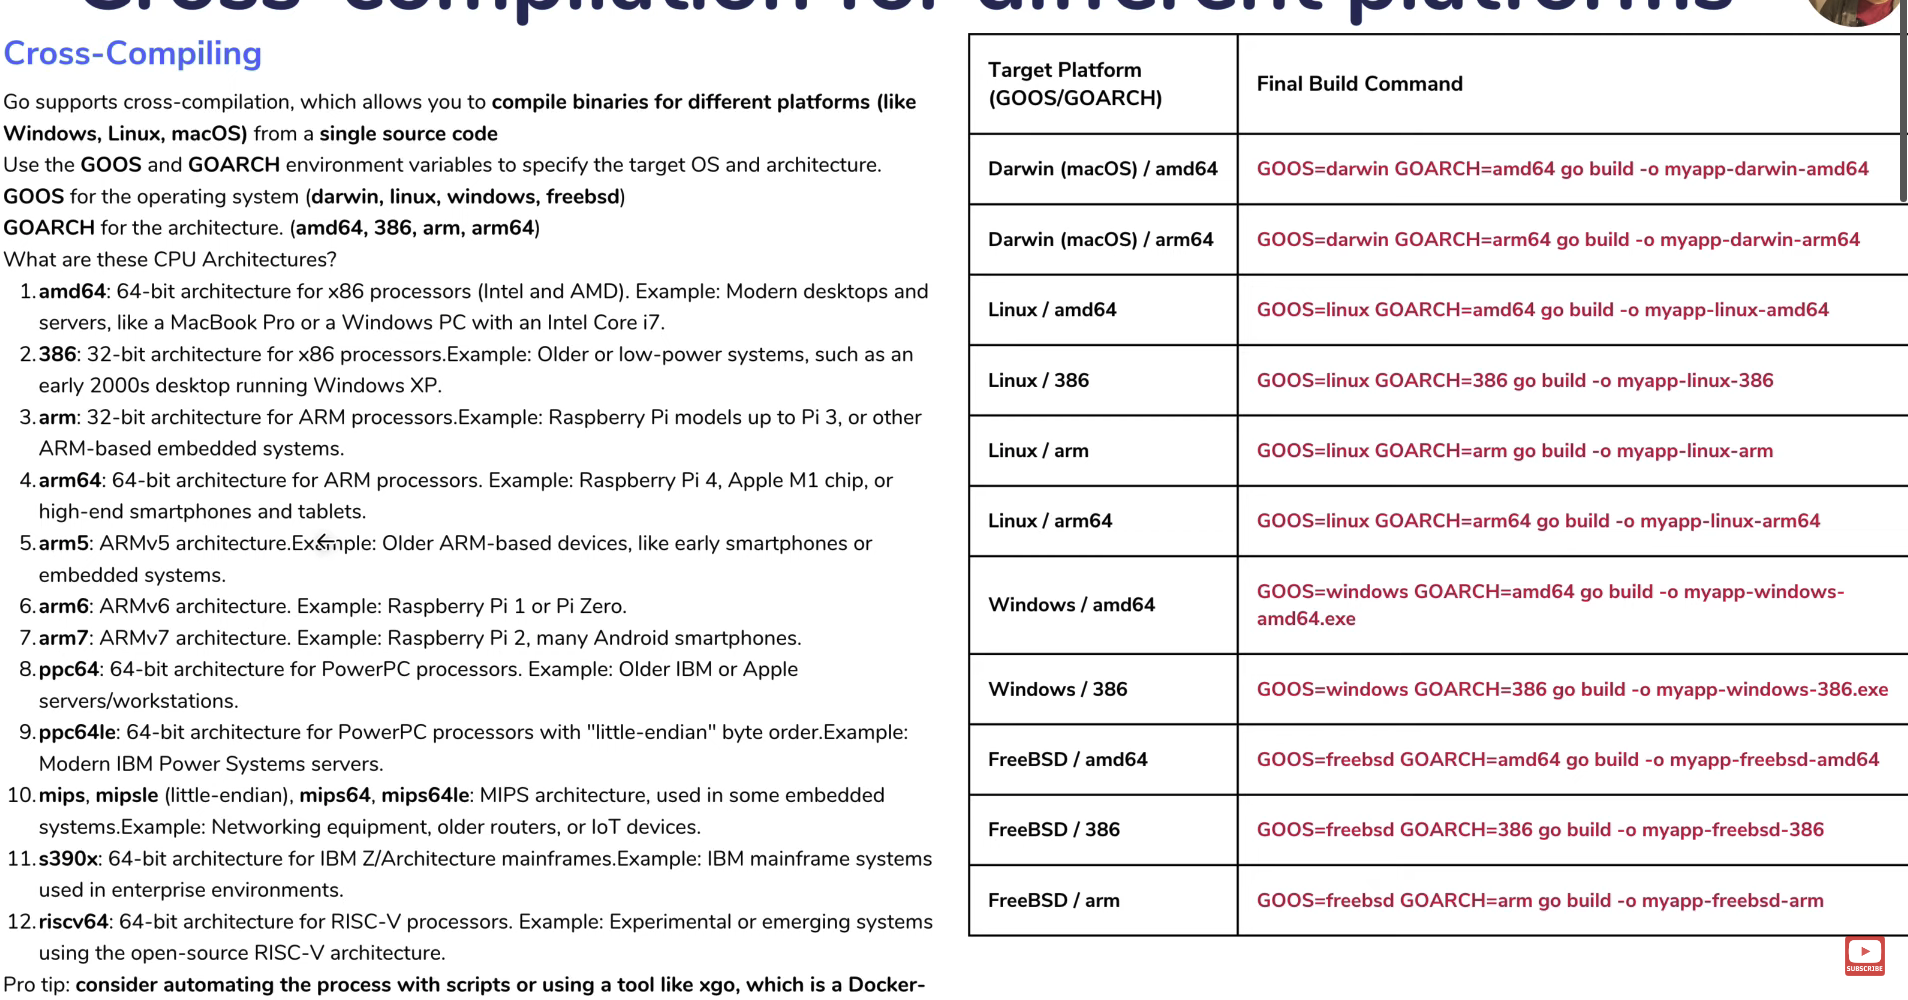 Cross-compilation for different platforms
Cross-Compiling
Go supports cross-compilation, which allows you to compile binaries for different platforms (like
Windows, Linux, macOS) from a single source code
Use the GOOS and GOARCH environment variables to specify the target OS and architecture.
GOOS for the operating system (darwin, linux, windows, freebsd)
GOARCH for the architecture. (amd64, 386, arm, arm64)
What are these CPU Architectures?
1. amd64: 64-bit architecture for x86 processors (Intel and AMD). Example: Modern desktops and
servers, like a MacBook Pro or a Windows PC with an Intel Core i7.
2. 386: 32-bit architecture for x86 processors.Example: Older or low-power systems, such as an
early 2000s desktop running Windows XP.
3. arm: 32-bit architecture for ARM processors.Example: Raspberry Pi models up to Pi 3, or other
ARM-based embedded systems.
4. arm64: 64-bit architecture for ARM processors. Example: Raspberry Pi 4, Apple M1 chip, or
high-end smartphones and tablets.
5. arm5: ARMv5 architecture.Example: Older ARM-based devices, like early smartphones or
embedded systems.
6. arm6: ARMv6 architecture. Example: Raspberry Pi 1 or Pi Zero.
7. arm7: ARMv7 architecture. Example: Raspberry Pi 2, many Android smartphones.
8. ppc64: 64-bit architecture for PowerPC processors. Example: Older IBM or Apple
servers/workstations.
9. ppc64le: 64-bit architecture for PowerPC processors with "little-endian" byte order.Example:
Modern IBM Power Systems servers.
10. mips, mipsle (little-endian), mips64, mips64le: MIPS architecture, used in some embedded
systems.Example: Networking equipment, older routers, or IoT devices.
11. s390x: 64-bit architecture for IBM Z/Architecture mainframes.Example: IBM mainframe systems
used in enterprise environments.
12. riscv64: 64-bit architecture for RISC-V processors. Example: Experimental or emerging systems
using the open-source RISC-V architecture.
Pro tip: consider automating the process with scripts or using a tool like xgo, which is a Docker-
Target Platform
(GOOS/GOARCH)
Final Build Command
Darwin (macOS) / amd64
GOOS=darwin GOARCH=amd64 go build -o myapp-darwin-amd64
Darwin (macOS) / arm64
GOOS=darwin GOARCH=arm64 go build -o myapp-darwin-arm64
Linux / amd64
GOOS=linux GOARCH=amd64 go build -o myapp-linux-amd64
Linux / 386
GOOS=linux GOARCH=386 go build -o myapp-linux-386
Linux / arm
GOOS=linux GOARCH=arm go build -o myapp-linux-arm
Linux / arm64
GOOS=linux GOARCH=arm64 go build -o myapp-linux-arm64
Windows / amd64
GOOS=windows GOARCH=amd64 go build -o myapp-windows-
amd64.exe
Windows / 386
GOOS=windows GOARCH=386 go build -o myapp-windows-386.exe
FreeBSD / amd64
GOOS=freebsd GOARCH=amd64 go build -o myapp-freebsd-amd64
FreeBSD / 386
GOOS=freebsd GOARCH=386 go build -o myapp-freebsd-386
FreeBSD / arm
GOOS=freebsd GOARCH=arm go build -o myapp-freebsd-arm
SUBSCRIBE